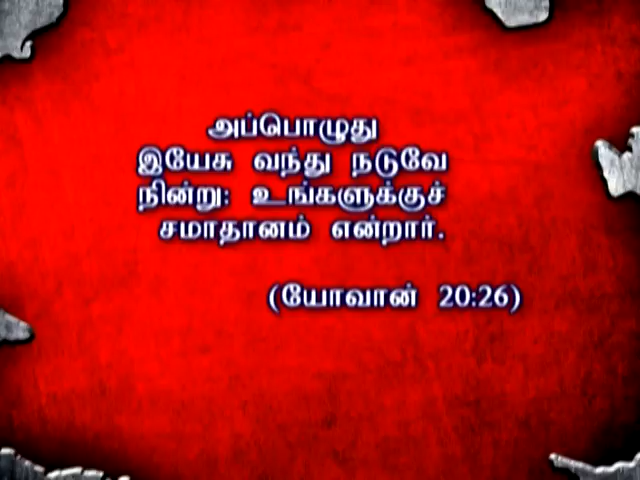 அப்பொழுது
இயேசு வந்து நடுவே
நின்று: உங்களுக்குச்
சமாதானம் என்றார்.
(யோவான் 20:26)